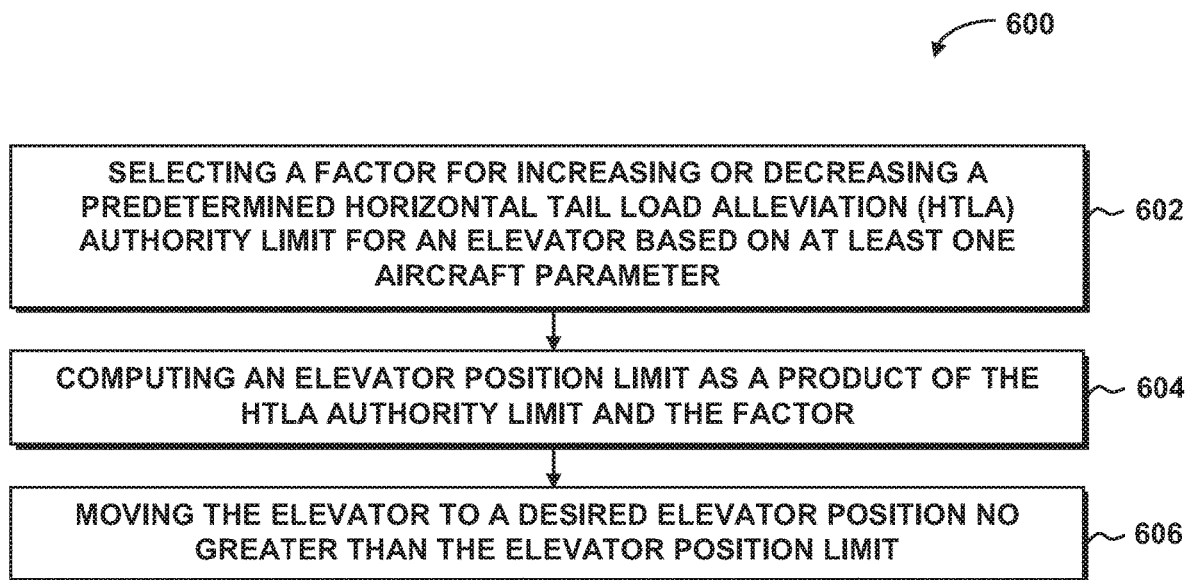 600
SELECTING A FACTOR FOR INCREASING OR DECREASING A
PREDETERMINED HORIZONTAL TAIL LOAD ALLEVIATION (HTLA)
AUTHORITY LIMIT FOR AN ELEVATOR BASED ON AT LEAST ONE
AIRCRAFT PARAMETER
602
COMPUTING AN ELEVATOR POSITION LIMIT AS A PRODUCT OF THE
HTLA AUTHORITY LIMIT AND THE FACTOR
604
MOVING THE ELEVATOR TO A DESIRED ELEVATOR POSITION NO
GREATER THAN THE ELEVATOR POSITION LIMIT
606